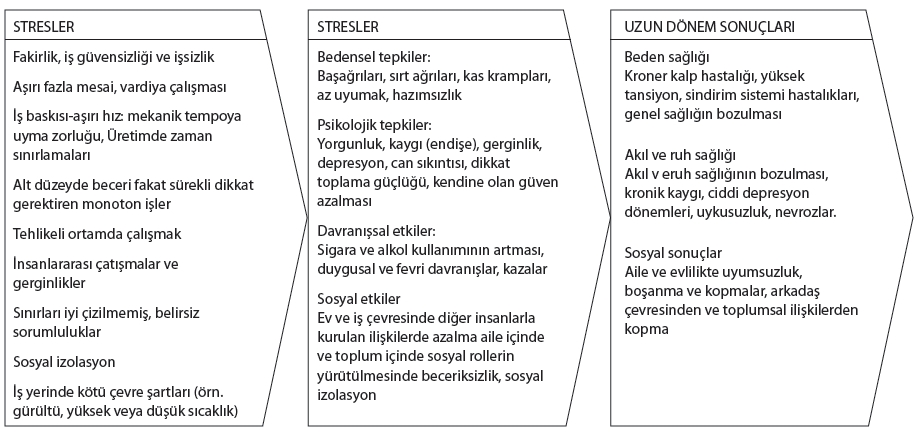 STRESLER
Fakirlik, iş güvensizliği ve işsizlik
Aşırı fazla mesai, vardiya çalışması
İş baskısı-aşırı hız: mekanik tempoya
uyma zorluğu, Üretimde zaman
sınırlamaları
Alt düzeyde beceri fakat sürekli dikkat
gerektiren monoton işler
Tehlikeli ortamda çalışmak
İnsanlararası çatışmalar ve
gerginlikler
Sınırları iyi çizilmemiş, belirsiz
sorumluluklar
Sosyal izolasyon
İş yerinde kötü çevre şartları (örn.
gürültü, yüksek veya düşük sıcaklık)
STRESLER
Bedensel tepkiler:
Başağrıları, sırt ağrıları, kas krampları,
az uyumak, hazımsızlık
Psikolojik tepkiler:
Yorgunluk, kaygı (endişe), gerginlik,
depresyon, can sıkıntısı, dikkat
toplama güçlüğü, kendine olan güven
azalması
Davranışsal etkiler:
Sigara ve alkol kullanımının artması,
duygusal ve fevri davranışlar, kazalar
Sosyal etkiler
Ev ve iş çevresinde diğer insanlarla
kurulan ilişkilerde azalma aile içinde
ve toplum içinde sosyal rollerin
yürütülmesinde beceriksizlik, sosyal
izolasyon
UZUN DÖNEM SONUÇLARI
Beden sağlığı
Kroner kalp hastalığı, yüksek
tansiyon, sindirim sistemi hastalıkları,
genel sağlığın bozulması
Akıl ve ruh sağlığı
Akıl v eruh sağlığının bozulması,
kronik kaygı, ciddi depresyon
dönemleri, uykusuzluk, nevrozlar.
Sosyal sonuçlar
Aile ve evlilikte uyumsuzluk,
boşanma ve kopmalar, arkadaş
çevresinden ve toplumsal ilişkilerden
kopma